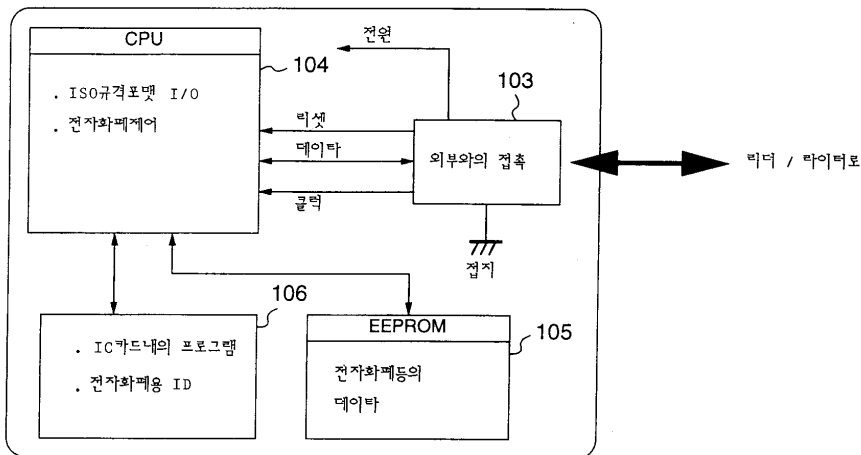 CPU
104
. ISO규격포맷 I/O
. 전자화폐제어
전원
103
리셋
데이타
클럭
외부와의 접촉
리더 / 라이터로
접지
106
. IC카드내의 프로그램
. 전자화폐용 ID
EEPROM
105
전자화폐등의
데이타